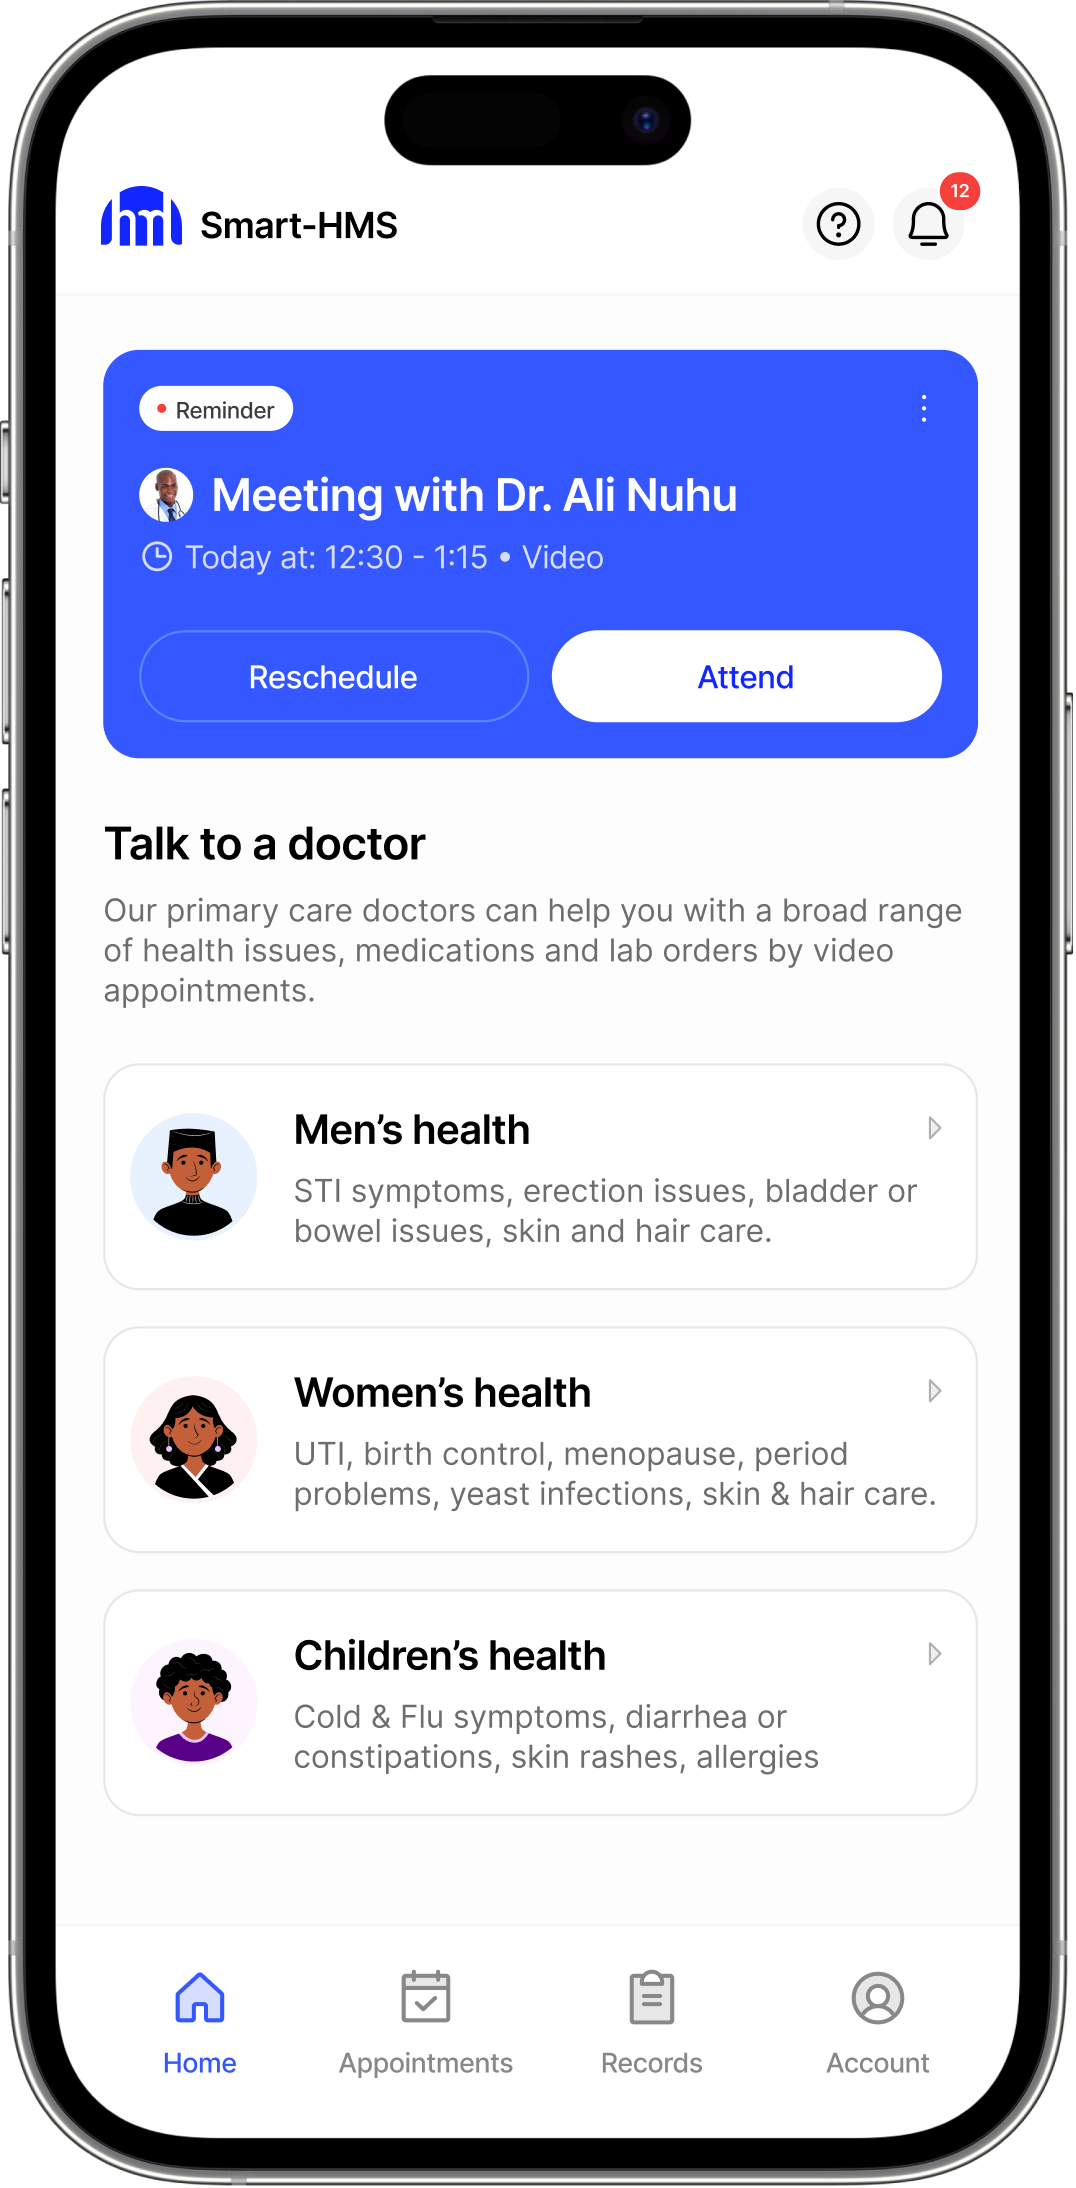 hm
Smart-HMS
12
Reminder
Meeting with Dr. Ali Nuhu
Today at: 12:30 - 1:15 • Video
Reschedule
Attend
Talk to a doctor
Our primary care doctors can help you with a broad range
of health issues, medications and lab orders by video
appointments.
Men’s health
STI symptoms, erection issues, bladder or
bowel issues, skin and hair care.
Women’s health
UTI, birth control, menopause, period
problems, yeast infections, skin & hair care.
Children’s health
Cold & Flu symptoms, diarrhea or
constipations, skin rashes, allergies
Home
Appointments
Records
Account